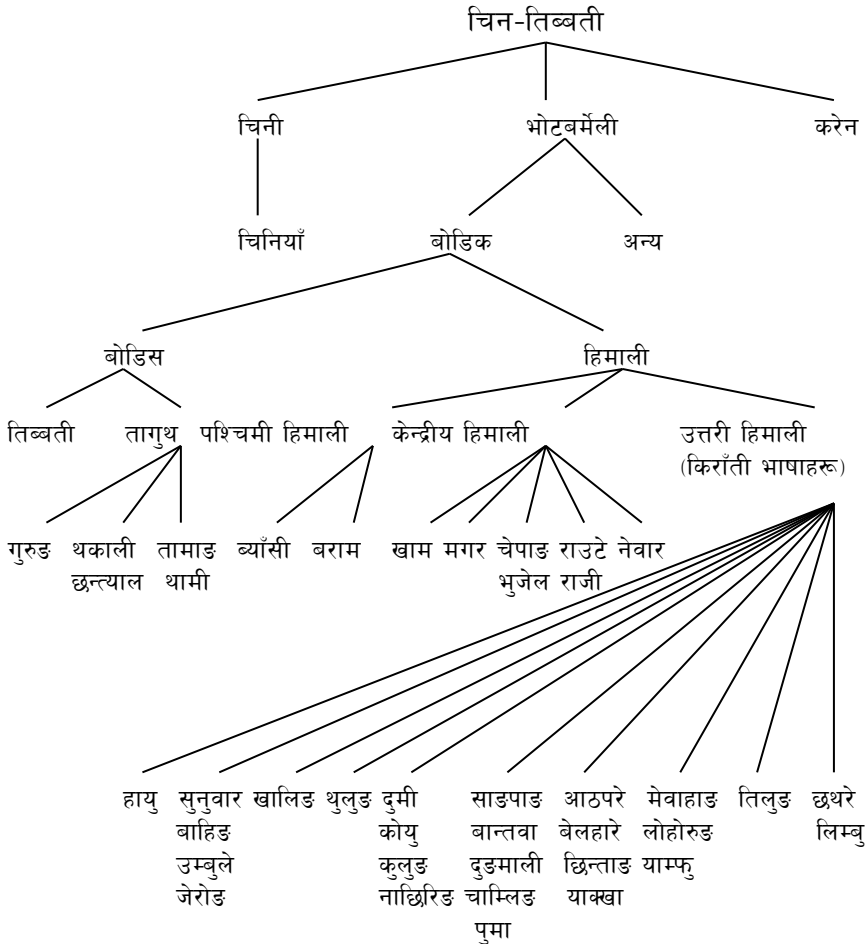 चिन-तिब्बती
चिनी भोटबर्मेली करेन
चिनियाँ बोडिक अन्य
बोडिस हिमाली
तिब्बती तागुथ पश्चिमी हिमाली केन्द्रीय हिमाली उत्तरी हिमाली
(किराँती भाषाहरू)
गुरुङ थकाली तामाङ ब्याँसी बराम खाम मगर चेपाङ राउटे नेवार
छन्त्याल थामी भुजेल राजी
हायु सुनुवार खालिङ थुलुङ दुमी साङपाङ आठपरे मेवाहाङ तिलुङ छथरे
बाहिङ कोयु बान्तवा बेलहारे लोहोरुङ लिम्बु
उम्बुले कुलुङ दुङमाली छिन्ताङ याम्फु
जेरोङ नाछिरिङ चाम्लिङ याक्खा
पुमा